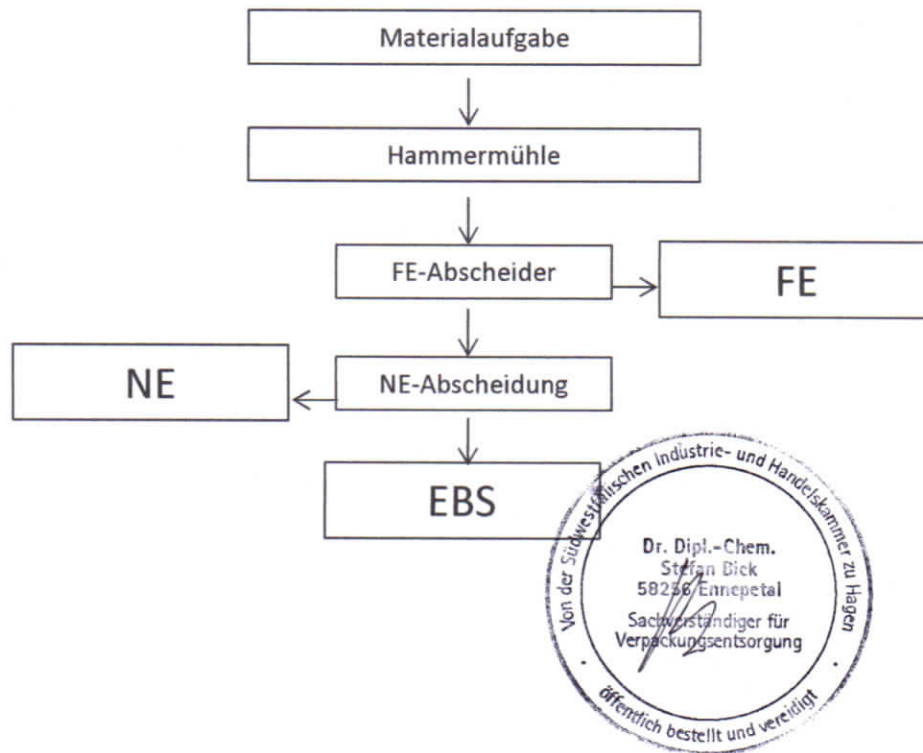 Materialaufgabe
Hammermühle
FE-Abscheider
FE
NE
NE-Abscheidung
EBS
Von der Südwestfälischen Industrie- und Handelskammer zu Hagen
Dr. Dipl.-Chem.
Stefan Bick
58256 Ennepetal
Sachverständiger für
Verpackungsentsorgung
· öffentlich bestellt und vereidigt ·